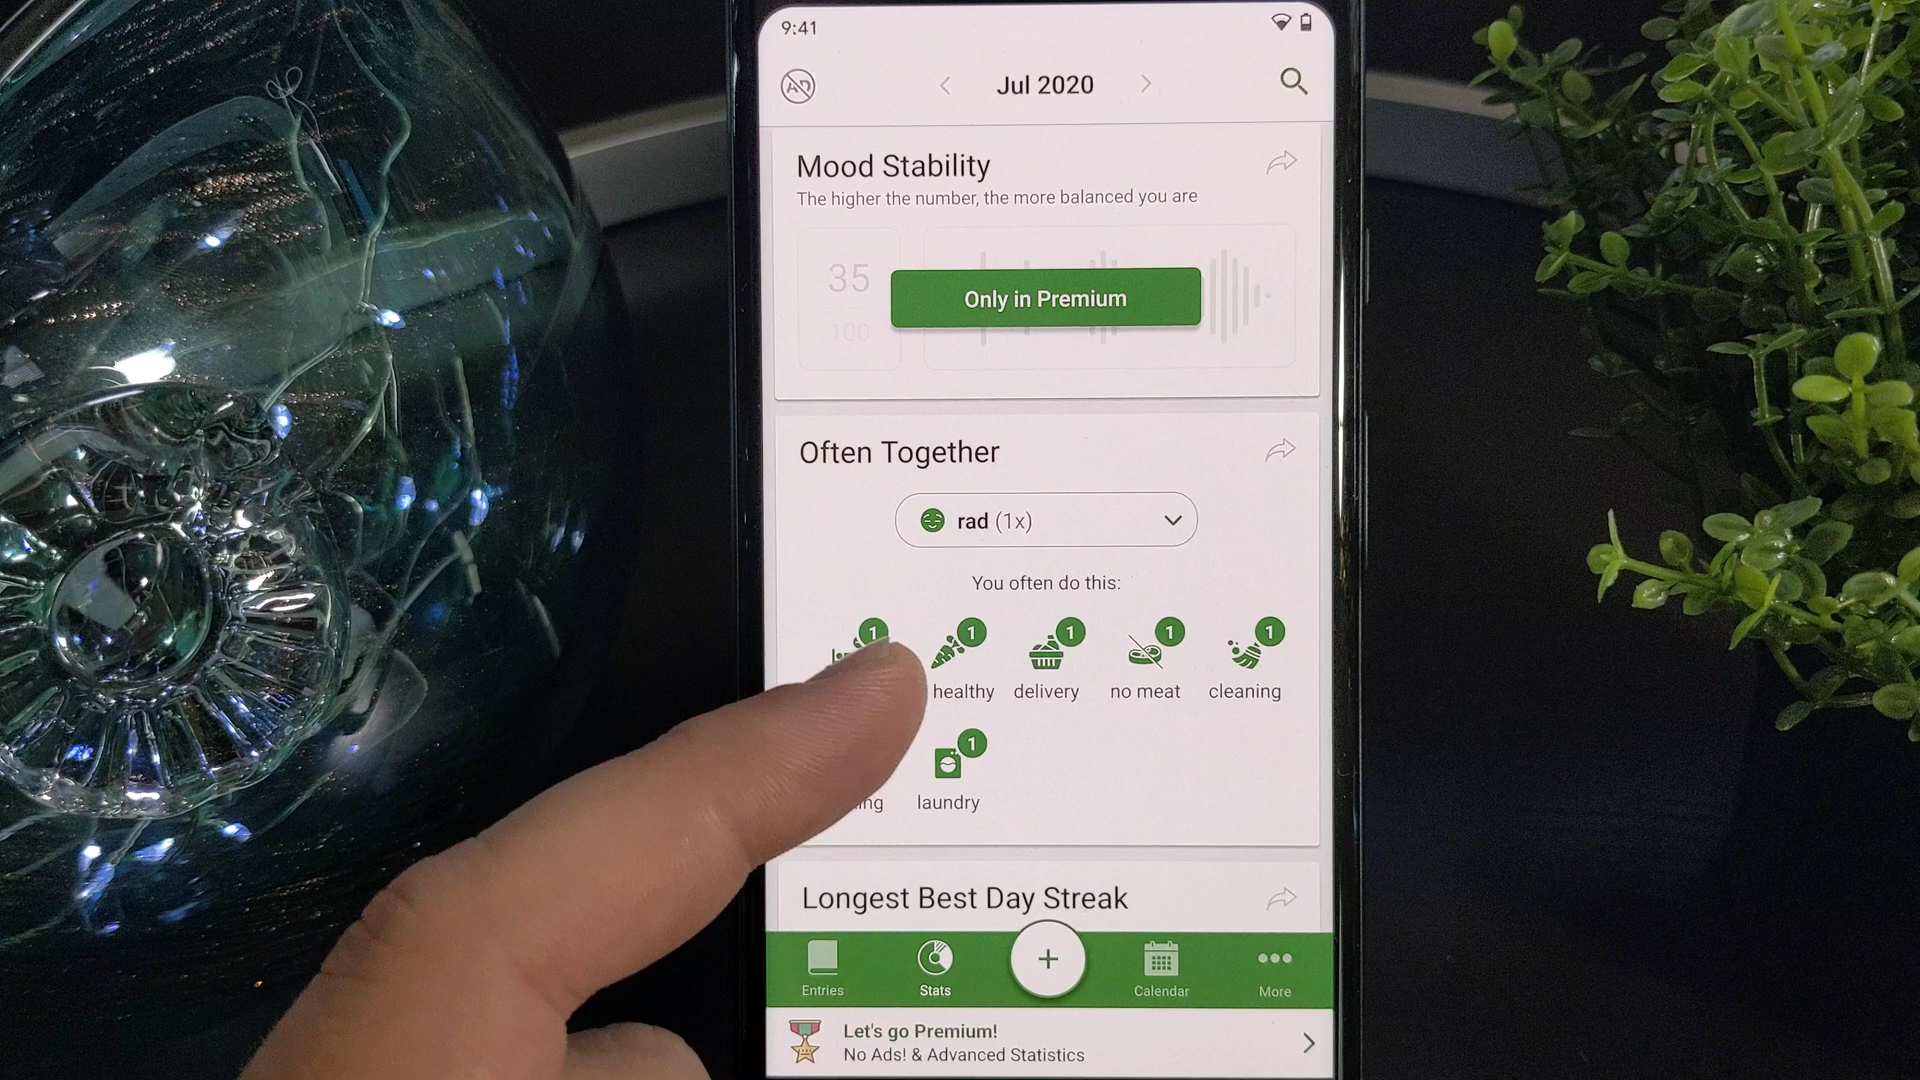 9:41
AD
Jul 2020
Mood Stability
The higher the number, the more balanced you are
35
100
Only in Premium
Often Together
rad (1x)
You often do this:
1 1 1 1 1
healthy delivery no meat cleaning
1
laundry
Longest Best Day Streak
+
Entries Stats Calendar More
Let's go Premium!
No Ads! & Advanced Statistics